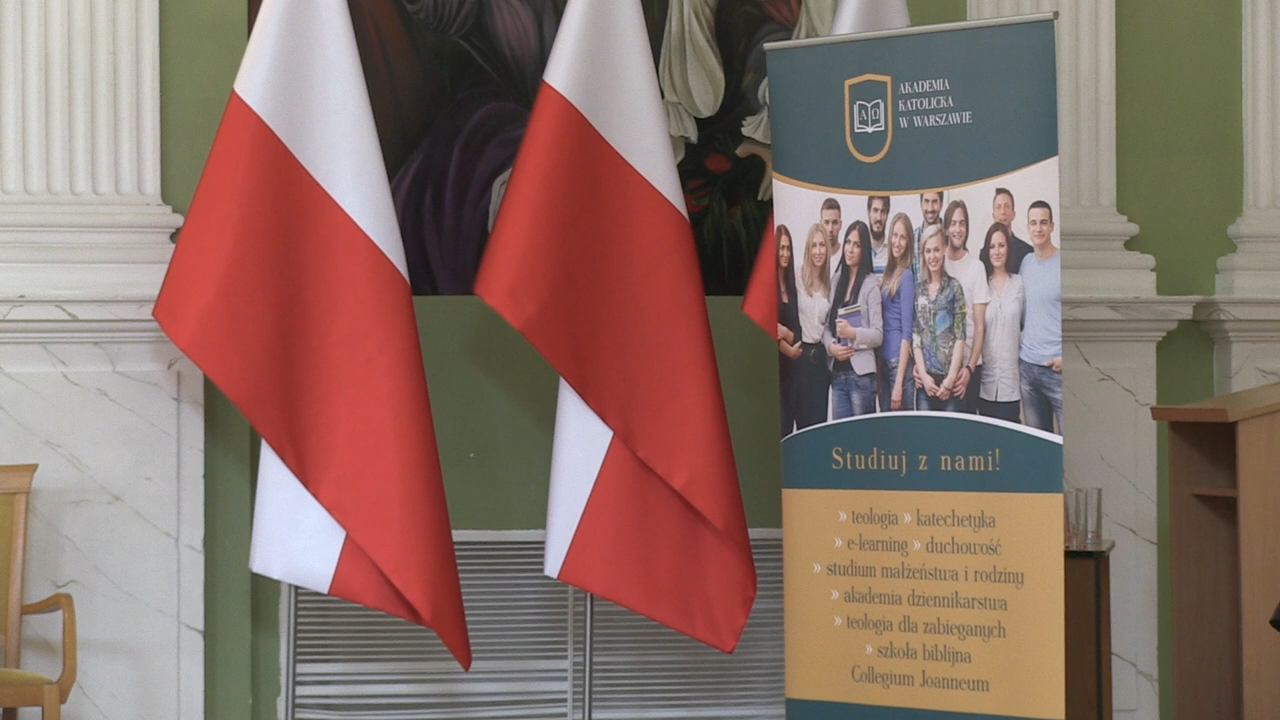 AKADEMIA
KATOLICKA
W WARSZAWIE
A Ω
Studiuj z nami!
» teologia » katechetyka
» e-learning » duchowość
» studium małżeństwa i rodziny
» akademia dziennikarstwa
» teologia dla zabieganych
» szkoła biblijna
Collegium Joanneum